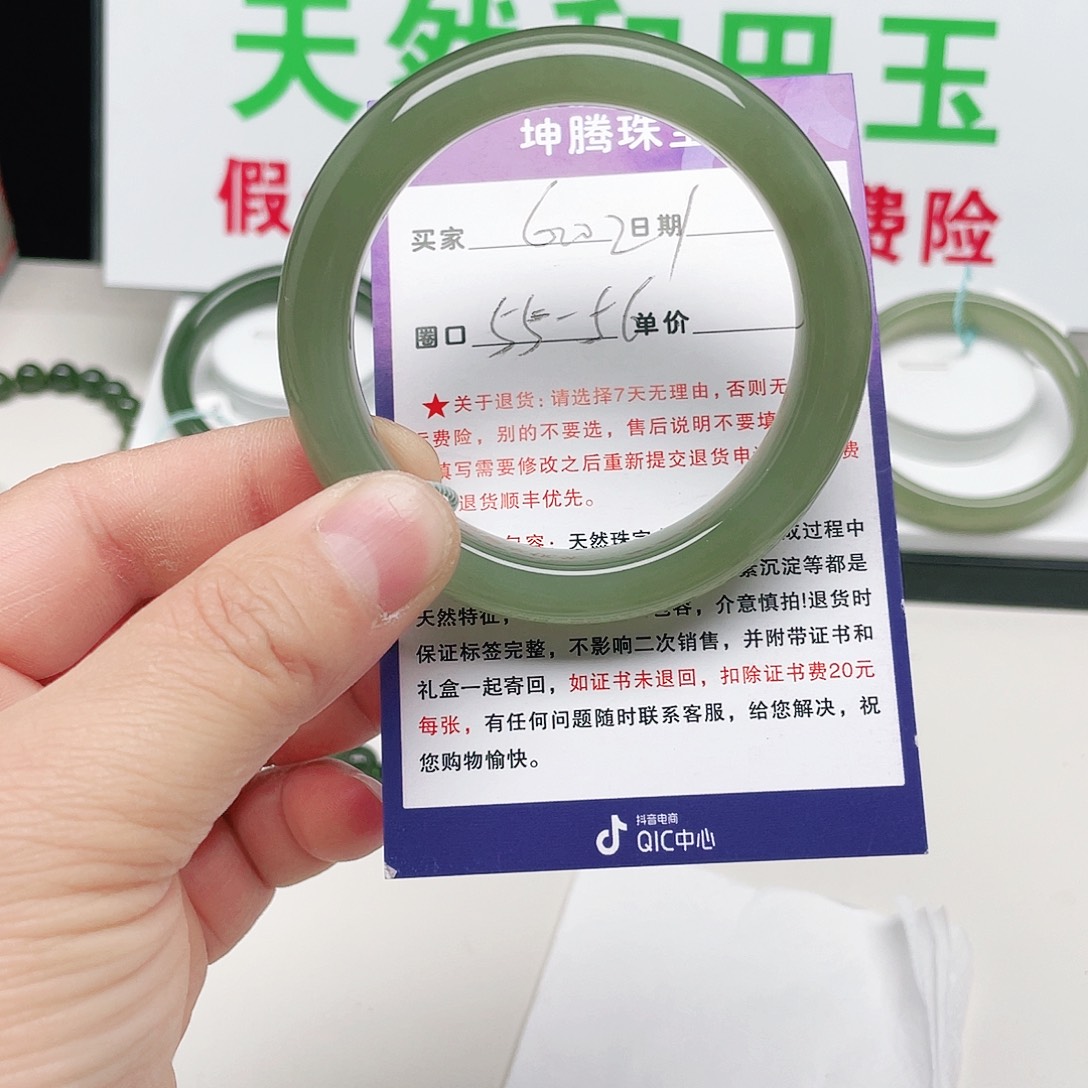 天然和田玉
假
费险
坤腾珠宝
买家 日期
圈口 55-56 单价
★关于退货：请选择7天无理由，否则无
费险，别的不要选，售后说明不要填
填写需要修改之后重新提交退货申 费
退货顺丰优先。
包容：天然珠 成过程中
沉淀等都是
天然特征， 包容，介意慎拍!退货时
保证标签完整，不影响二次销售，并附带证书和
礼盒一起寄回，如证书未退回，扣除证书费20元
每张，有任何问题随时联系客服，给您解决，祝
您购物愉快。
抖音电商
QIC中心